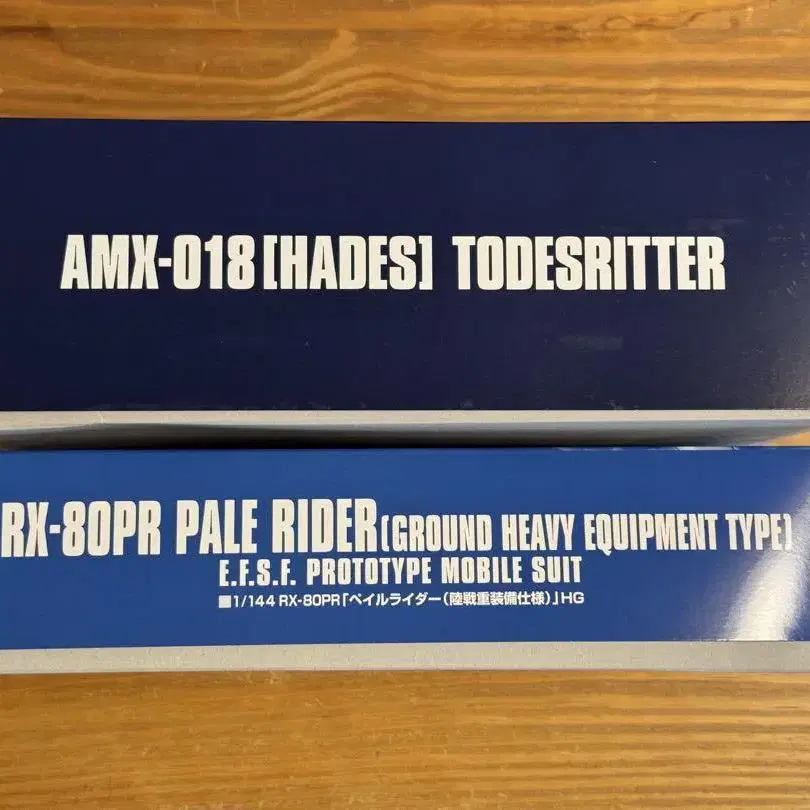 AMX-018[HADES] TODESRITTER
RX-80PR PALE RIDER[GROUND HEAVY EQUIPMENT TYPE]
E.F.S.F. PROTOTYPE MOBILE SUIT
■1/144 RX-80PR「ペイルライダー(陸戦重装備仕様)」HG